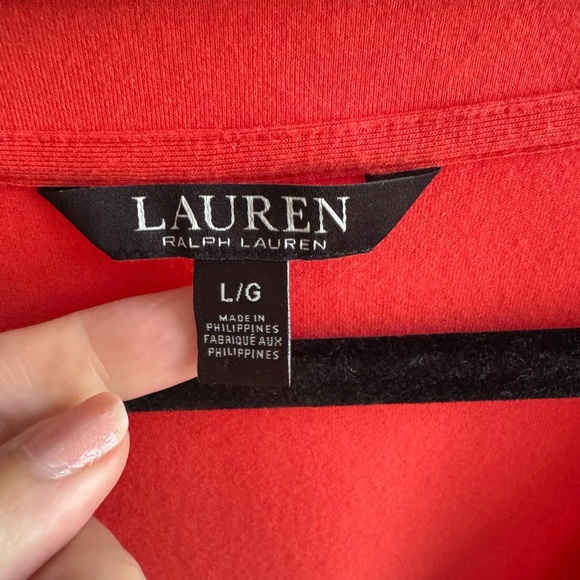 LAUREN
RALPH LAUREN
L/G
MADE IN
PHILIPPINES
FABRIQUÉ AUX
PHILIPPINES